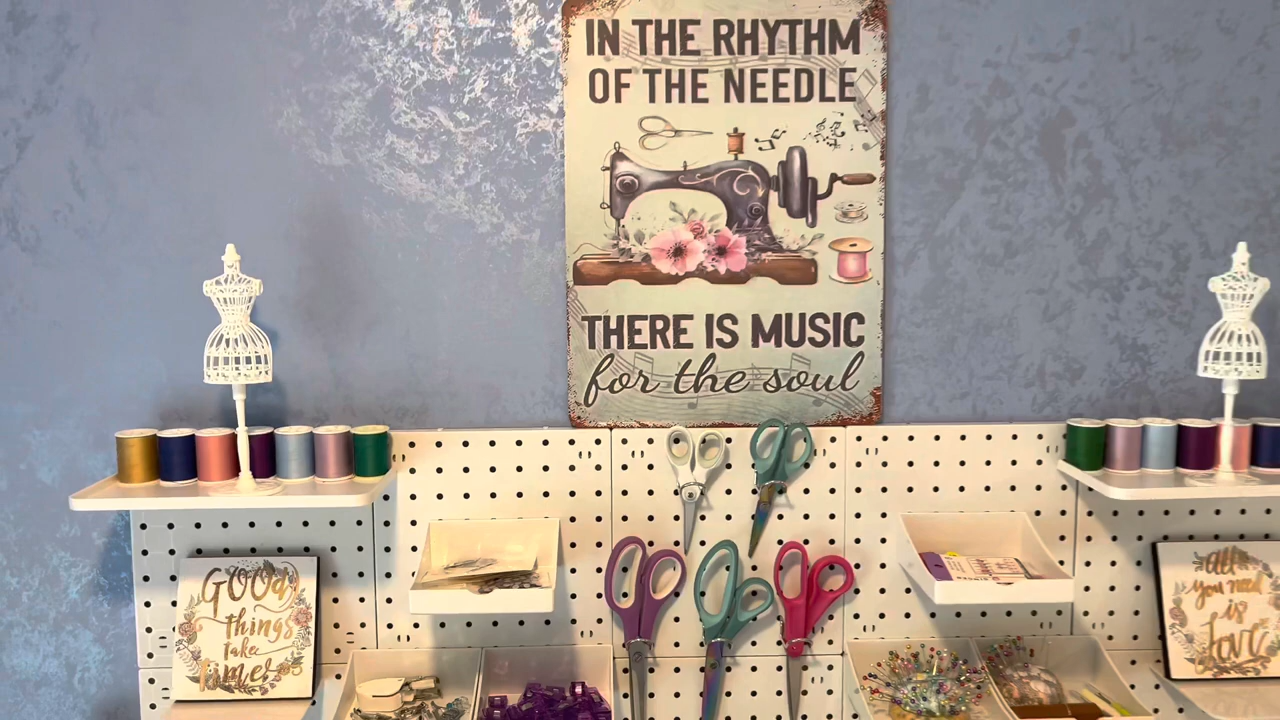 IN THE RHYTHM
OF THE NEEDLE
THERE IS MUSIC
for the soul
GOOD
things
Take
time
All
you need
is
Love